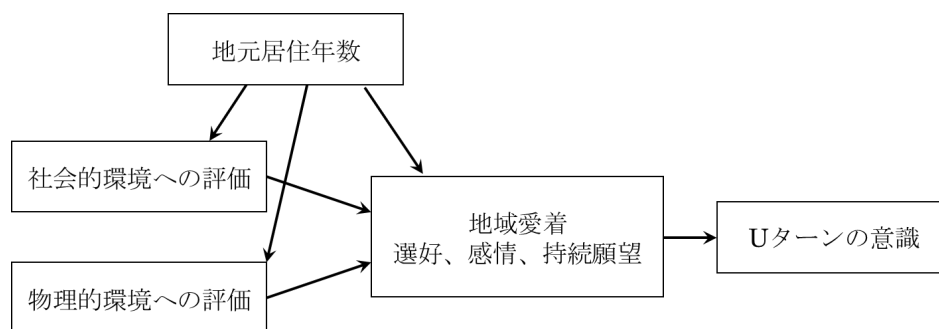 地元居住年数
社会的環境への評価
地域愛着
選好、感情、持続願望
Uターンの意識
物理的環境への評価